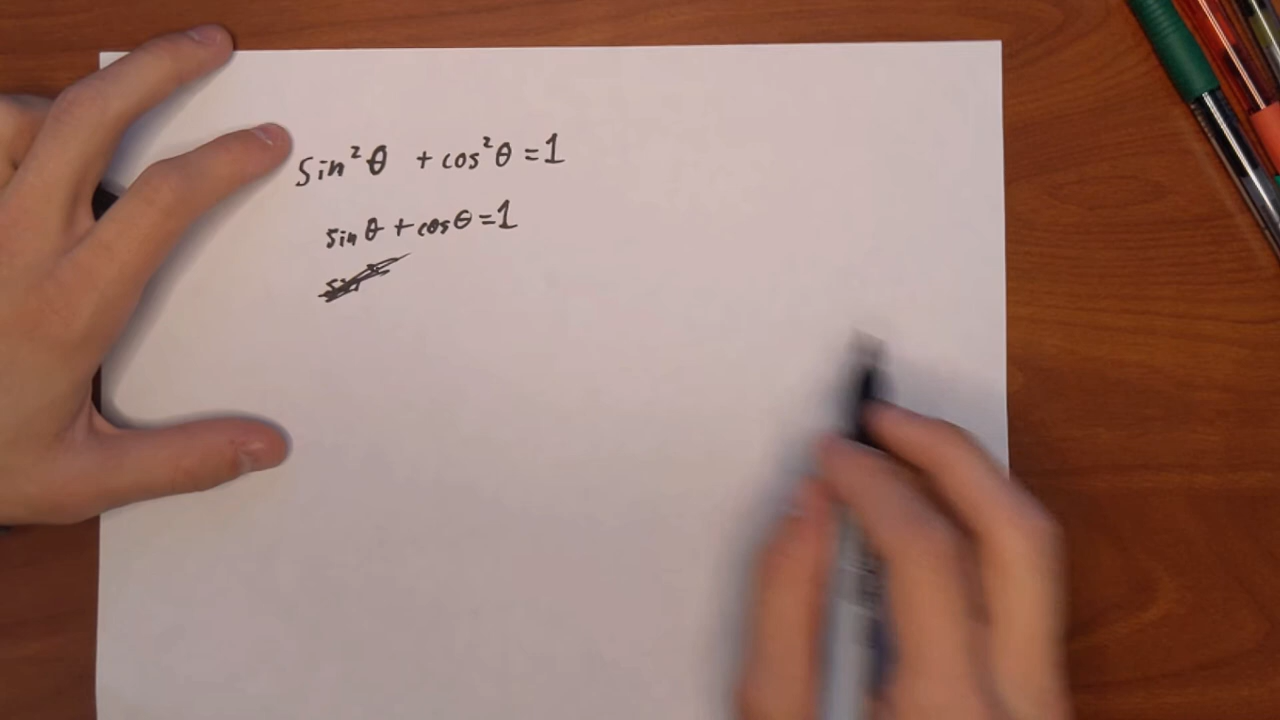 Sin²θ + cos²θ = 1
sin θ + cos θ = 1